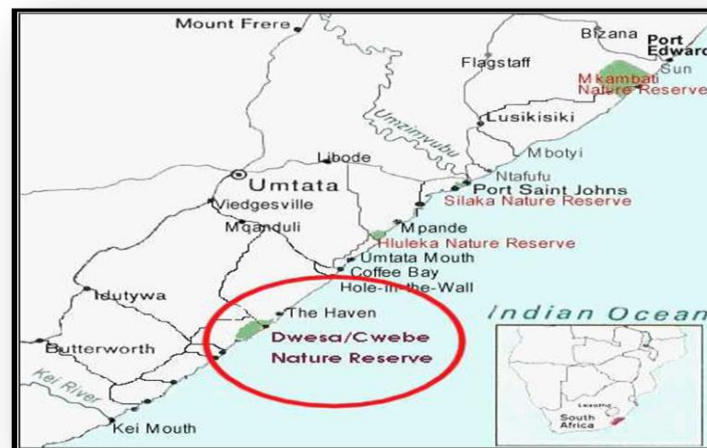 Mount Frere
Bizana
Port
Edward
Sun
Flagstaff
Mkambati
Nature Reserve
Lusikisiki
Umzimvubu
Mbotyi
Libode
Ntafufu
Umtata
Port Saint Johns
Viedgesville
Silaka Nature Reserve
Mqanduli
Mpande
Hluleka Nature Reserve
Umtata Mouth
Coffee Bay
Hole-in-the-Wall
Idutywa
The Haven
Indian Ocean
Dwesa/Cwebe
Nature Reserve
Butterworth
Kei River
Kei Mouth
Lesotho
South
Africa